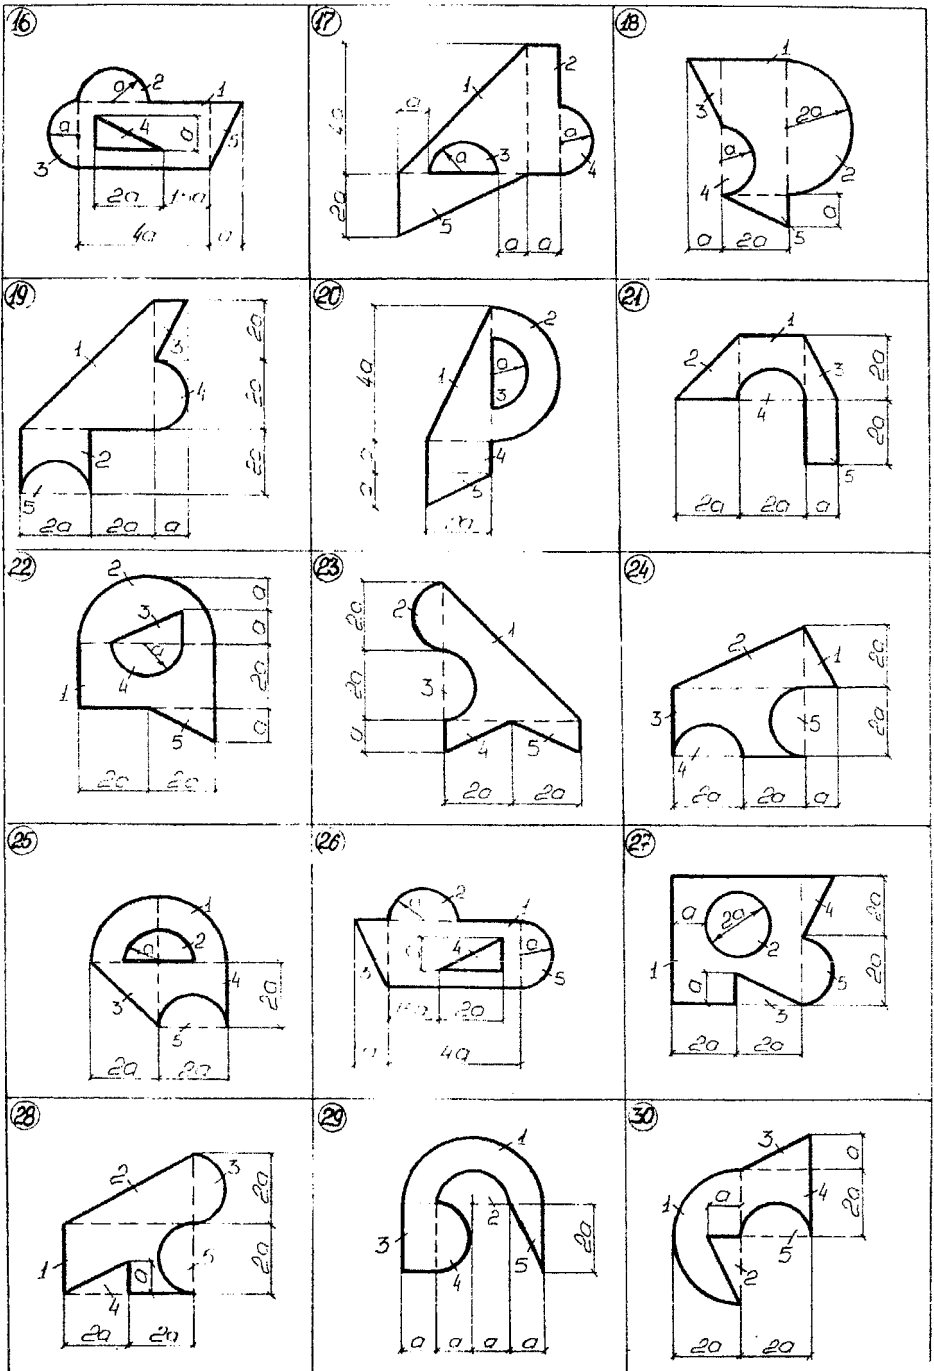 16
a 2 1
a 4 a 5
3
2a
4a a
17
4a 1 2
a
a 3 a
4
2a 5
a a
18
1
3 2a
a
4 2
a
5
a 2a
19
1 3 2a
4 2a
2 2a
5
2a 2a a
20
2
4a 1 a
3
4
a 5
2a
21
1
2 3 2a
4
2a
5
2a 2a a
22
2 a
3 a
a
4 2a
1
5 a
2a 2a
23
2a 2 1
2a 3
a 4 5
2a 2a
24
2 1 2a
3 5 2a
4
2a 2a a
25
1
a 2
4
3 2a
5
2a 2a
26
2
a 1
4 a
3 5
2a
a 4a
27
a 2a 4 2a
2
1 5 2a
a
3
2a 2a
28
3
2 2a
1 a 5 2a
4
2a 2a
29
1
2
3 2a
4 5
a a a a
30
3 a
1 a 4 2a
5
2
2a 2a